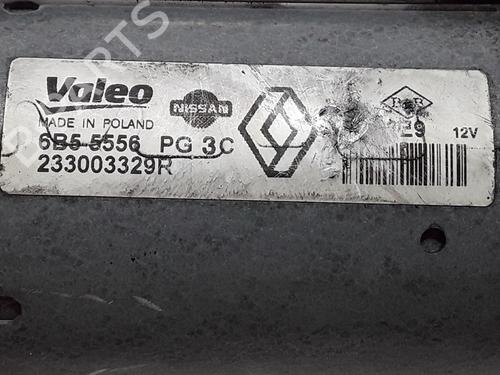 Valeo
MADE IN POLAND
NISSAN
12V
6B5 5556 PG 3C
233003329R